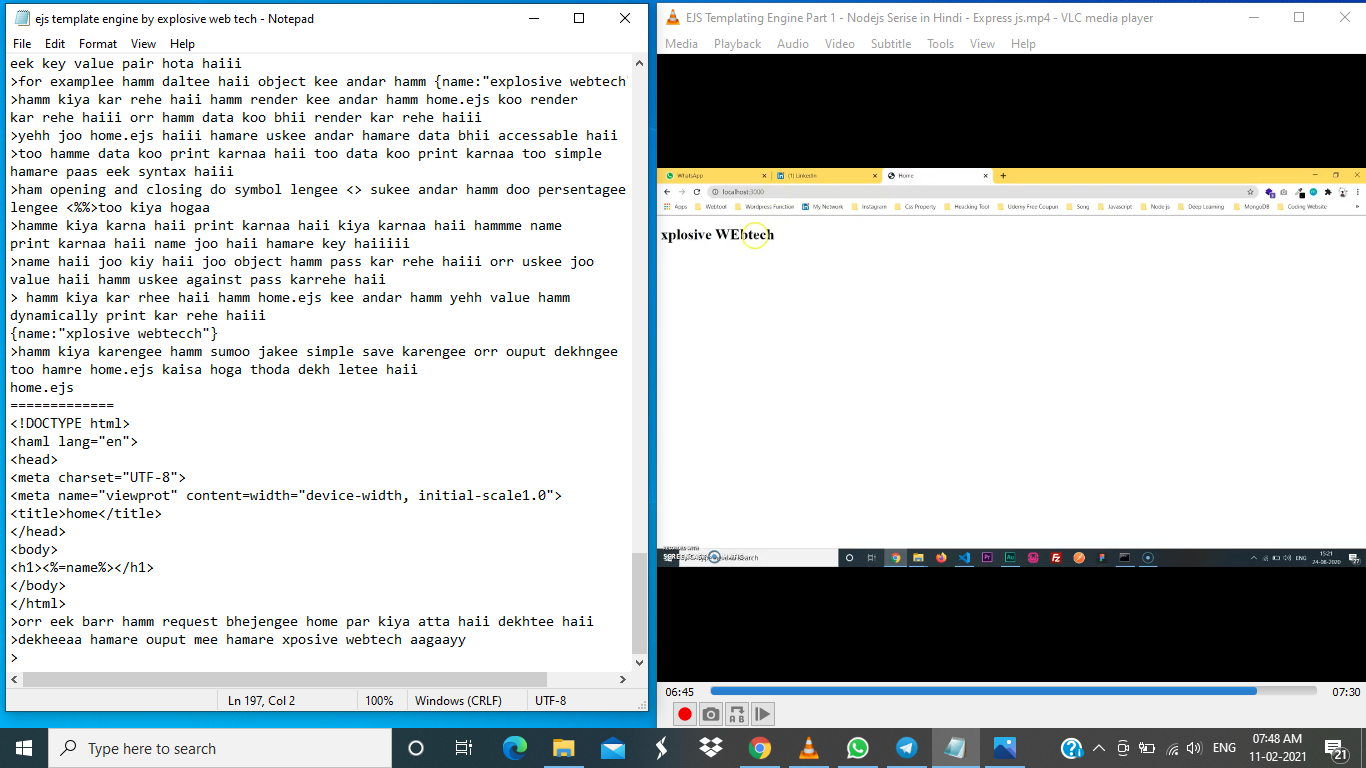 ejs template engine by explosive web tech - Notepad
File Edit Format View Help
eek key value pair hota haiii
>for examplee hamm daltee haii object kee andar hamm {name:"explosive webtech"
>hamm kiya kar rehe haii hamm render kee andar hamm home.ejs koo render
kar rehe haiii orr hamm data koo bhii render kar rehe haiii
>yehh joo home.ejs haiii hamare uskee andar hamare data bhii accessable haii
>too hamme data koo print karnaa haii too data koo print karnaa too simple
hamare paas eek syntax haiii
>ham opening and closing do symbol lengee <> sukee andar hamm doo persentagee
lengee <%%>too kiya hogaa
>hamme kiya karna haii print karnaa haii kiya karnaa haii hammme name
print karnaa haii name joo haii hamare key haiiiii
>name haii joo kiy haii joo object hamm pass kar rehe haiii orr uskee joo
value haii hamm uskee against pass karrehe haii
> hamm kiya kar rhee haii hamm home.ejs kee andar hamm yehh value hamm
dynamically print kar rehe haiii
{name:"xplosive webtecch"}
>hamm kiya karengee hamm sumoo jakee simple save karengee orr ouput dekhngee
too hamre home.ejs kaisa hoga thoda dekh letee haii
home.ejs
=============
<!DOCTYPE html>
<haml lang="en">
<head>
<meta charset="UTF-8">
<meta name="viewprot" content=width="device-width, initial-scale1.0">
<title>home</title>
</head>
<body>
<h1><%=name%></h1>
</body>
</html>
>orr eek barr hamm request bhejengee home par kiya atta haii dekhtee haii
>dekheeaa hamare ouput mee hamare xposive webtech aagaayy
>
Ln 197, Col 2 100% Windows (CRLF) UTF-8
EJS Templating Engine Part 1 - Nodejs Serise in Hindi - Express js.mp4 - VLC media player
Media Playback Audio Video Subtitle Tools View Help
WhatsApp (1) LinkedIn Home
localhost:3000
Apps Webtout Wordpress Function My Network Instagram Css Property Heucking Tool Udemy Free Coupon Song Javascript Node js Deep Learning MongoDB Coding Website
xplosive WEbtech
ENG 15:21
24-08-2020
06:45 07:30
Type here to search
ENG 07:48 AM
11-02-2021
21